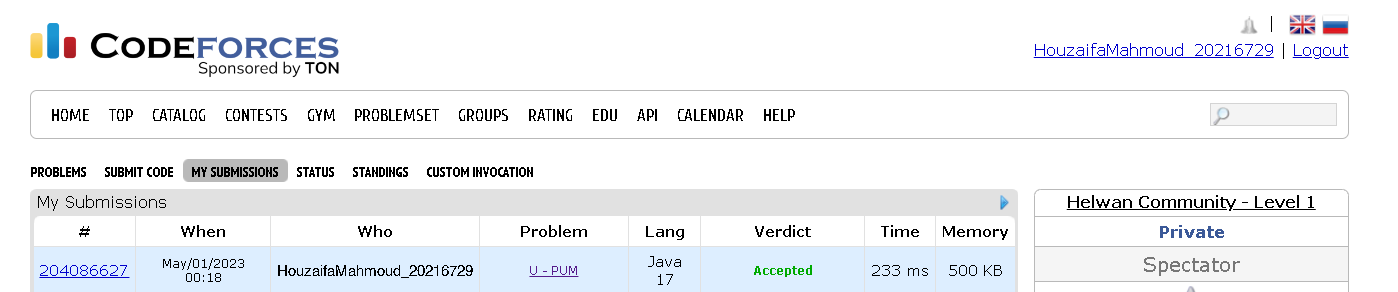 CODEFORCES
Sponsored by TON
|
HouzaifaMahmoud_20216729 | Logout
HOME TOP CATALOG CONTESTS GYM PROBLEMSET GROUPS RATING EDU API CALENDAR HELP
PROBLEMS SUBMIT CODE MY SUBMISSIONS STATUS STANDINGS CUSTOM INVOCATION
My Submissions
# When Who Problem Lang Verdict Time Memory
204086627 May/01/2023 00:18 HouzaifaMahmoud_20216729 U - PUM Java 17 Accepted 233 ms 500 KB
Helwan Community - Level 1
Private
Spectator